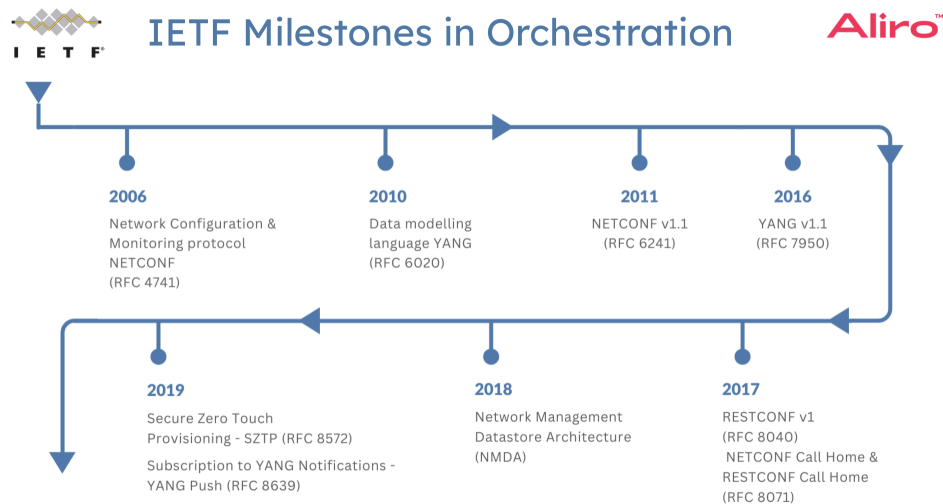 IETF®
IETF Milestones in Orchestration
Aliro™
2006
Network Configuration &
Monitoring protocol
NETCONF
(RFC 4741)
2010
Data modelling
language YANG
(RFC 6020)
2011
NETCONF v1.1
(RFC 6241)
2016
YANG v1.1
(RFC 7950)
2019
Secure Zero Touch
Provisioning - SZTP (RFC 8572)
Subscription to YANG Notifications -
YANG Push (RFC 8639)
2018
Network Management
Datastore Architecture
(NMDA)
2017
RESTCONF v1
(RFC 8040)
NETCONF Call Home &
RESTCONF Call Home
(RFC 8071)